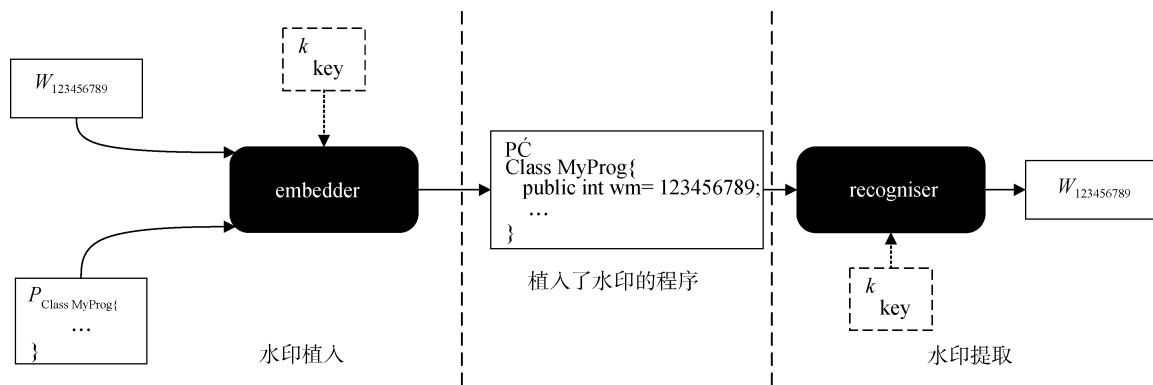 W123456789
k
key
embedder
P Class MyProg{
...
}
水印植入
PĆ
Class MyProg{
public int wm= 123456789;
...
}
植入了水印的程序
recogniser
k
key
W123456789
水印提取